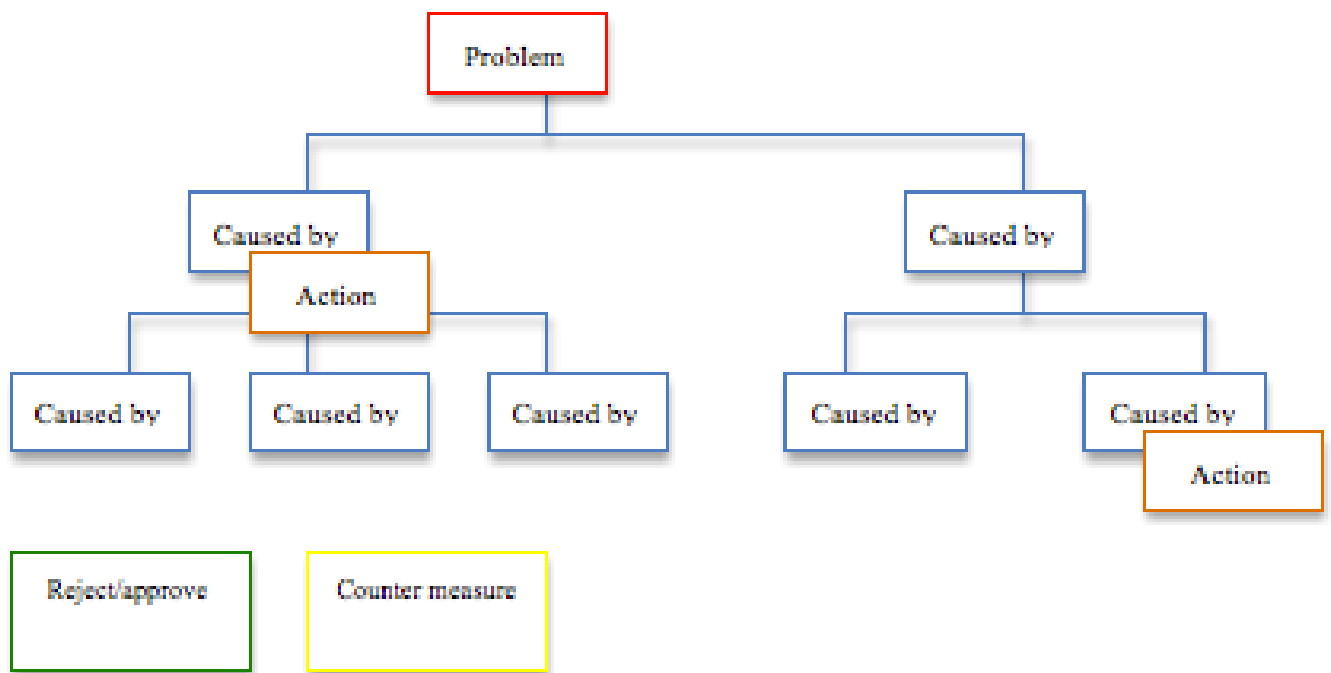 Problem
Caused by
Caused by
Action
Caused by
Caused by
Caused by
Caused by
Caused by
Action
Reject/approve
Counter measure